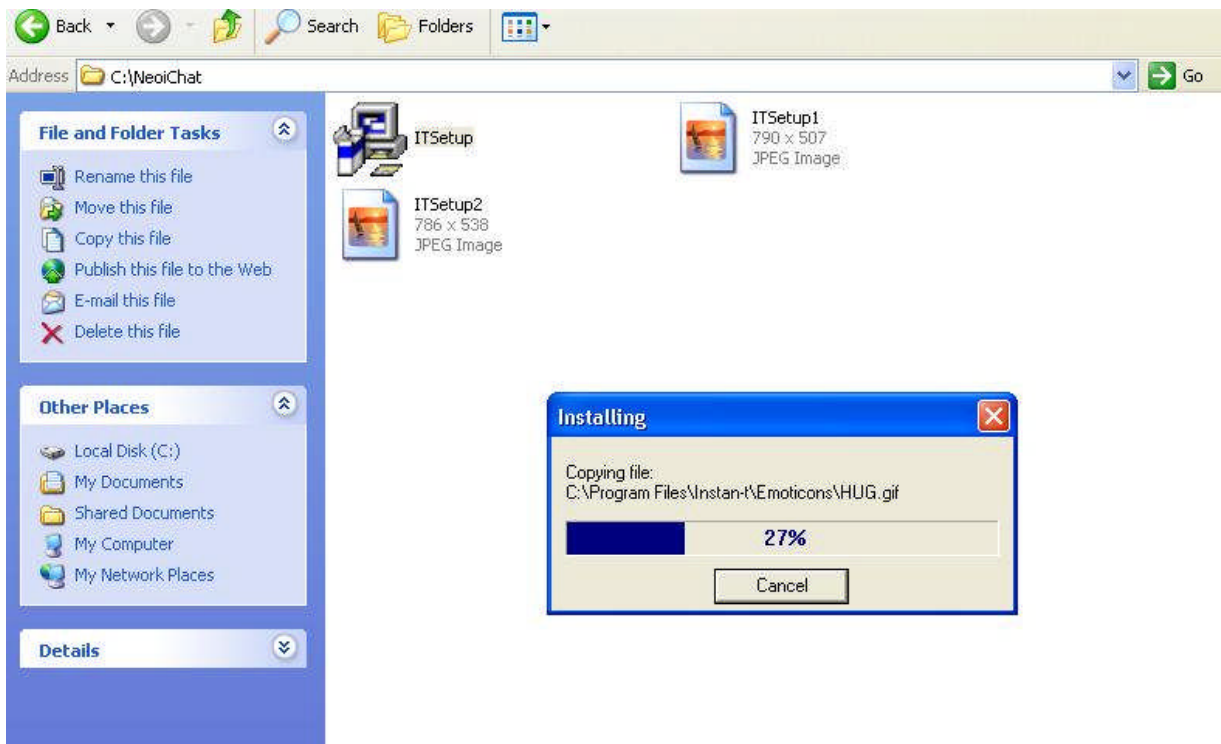 Back Search Folders
Address C:\NeoiChat Go
File and Folder Tasks
Rename this file
Move this file
Copy this file
Publish this file to the Web
E-mail this file
Delete this file
Other Places
Local Disk (C:)
My Documents
Shared Documents
My Computer
My Network Places
Details
ITSetup
ITSetup1
790 x 507
JPEG Image
ITSetup2
786 x 538
JPEG Image
Installing
Copying file:
C:\Program Files\Instan-t\Emoticons\HUG.gif
27%
Cancel